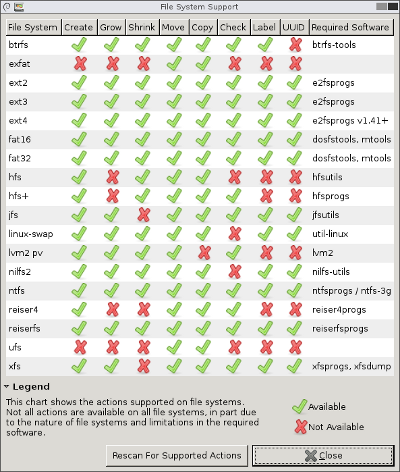 File System Support
File System Create Grow Shrink Move Copy Check Label UUID Required Software
btrfs btrfs-tools
exfat
ext2 e2fsprogs
ext3 e2fsprogs
ext4 e2fsprogs v1.41+
fat16 dosfstools, mtools
fat32 dosfstools, mtools
hfs hfsutils
hfs+ hfsprogs
jfs jfsutils
linux-swap util-linux
lvm2 pv lvm2
nilfs2 nilfs-utils
ntfs ntfsprogs / ntfs-3g
reiser4 reiser4progs
reiserfs reiserfsprogs
ufs
xfs xfsprogs, xfsdump
Legend
This chart shows the actions supported on file systems.
Not all actions are available on all file systems, in part due
to the nature of file systems and limitations in the required
software.
Available
Not Available
Rescan For Supported Actions
Close